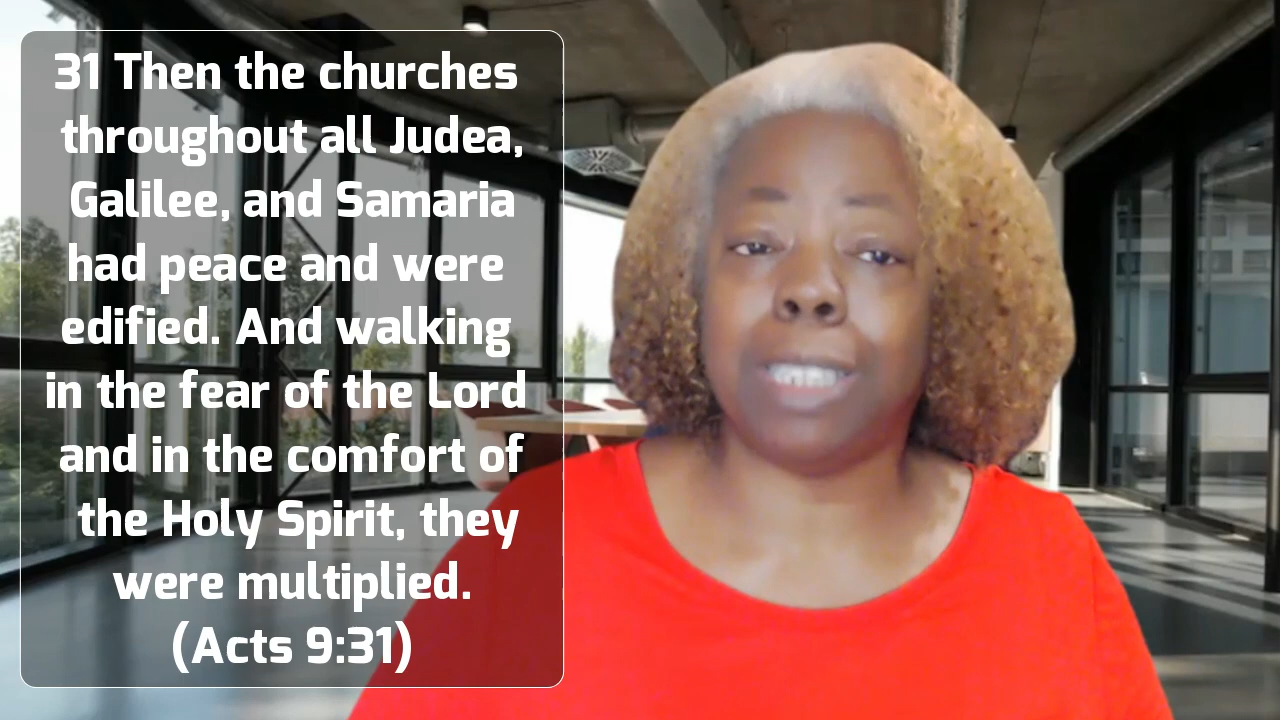 31 Then the churches
throughout all Judea,
Galilee, and Samaria
had peace and were
edified. And walking
in the fear of the Lord
and in the comfort of
the Holy Spirit, they
were multiplied.
(Acts 9:31)